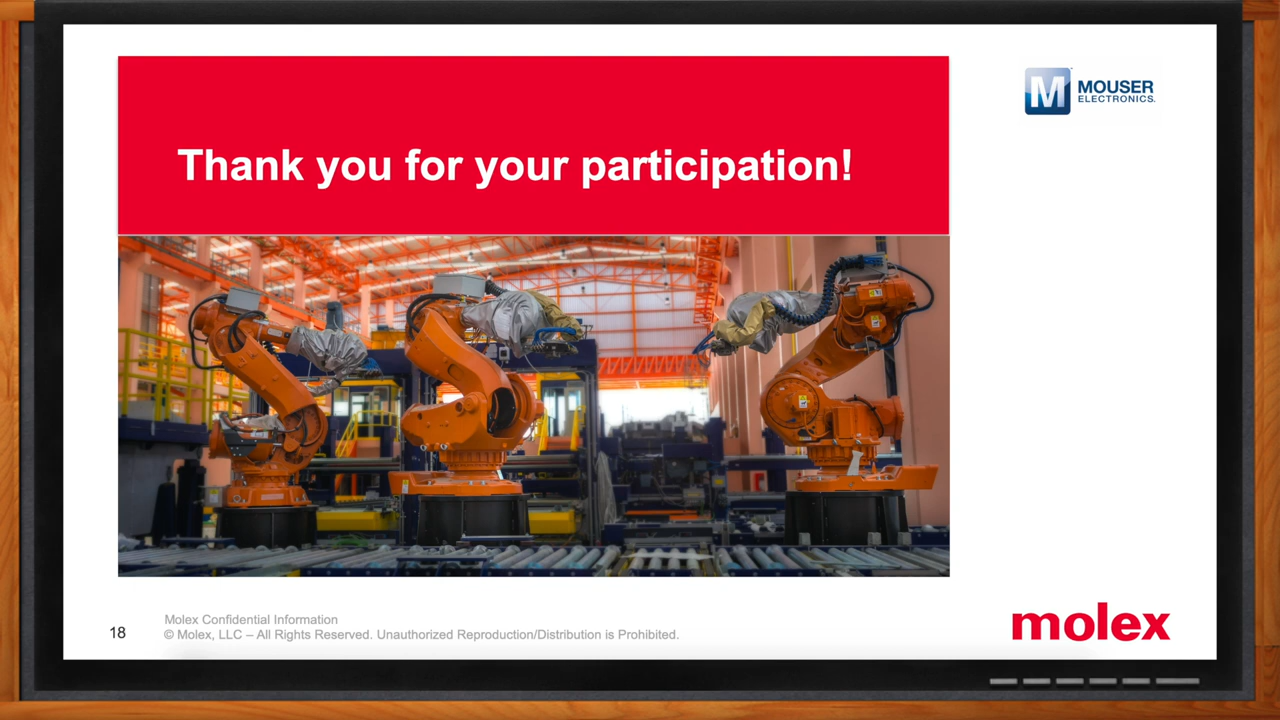 M MOUSER
ELECTRONICS.
Thank you for your participation!
Molex Confidential Information
18
© Molex, LLC – All Rights Reserved. Unauthorized Reproduction/Distribution is Prohibited.
molex